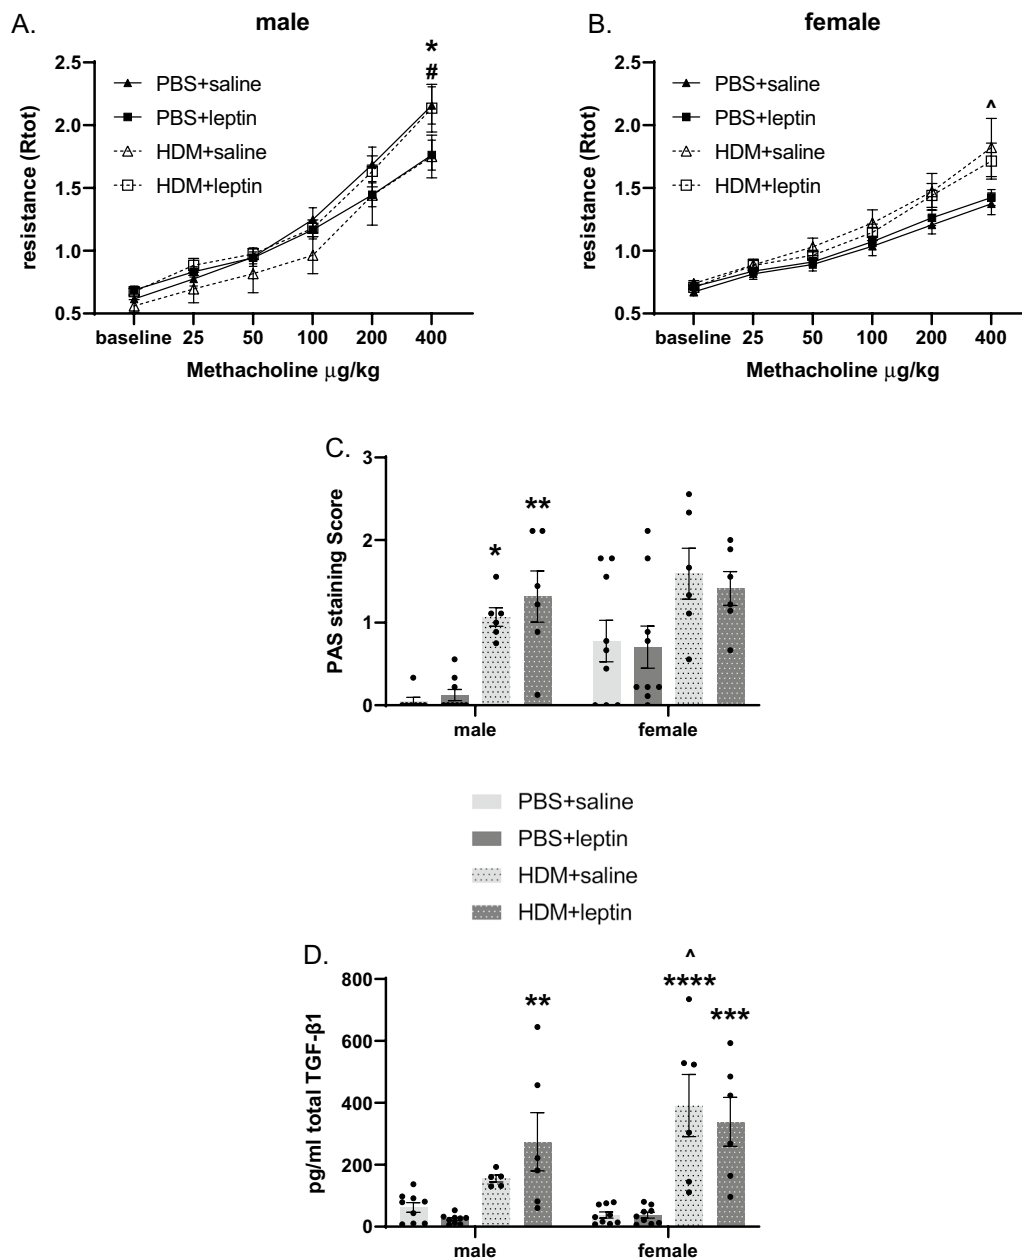 A.
male
*
#
2.5
2.0
1.5
1.0
0.5
resistance (Rtot)
PBS+saline
PBS+leptin
HDM+saline
HDM+leptin
baseline 25 50 100 200 400
Methacholine μg/kg
B.
female
^
2.5
2.0
1.5
1.0
0.5
resistance (Rtot)
PBS+saline
PBS+leptin
HDM+saline
HDM+leptin
baseline 25 50 100 200 400
Methacholine μg/kg
C.
3
2
1
0
PAS staining Score
*
**
male female
PBS+saline
PBS+leptin
HDM+saline
HDM+leptin
D.
800
600
400
200
0
pg/ml total TGF-β1
**
^
****
***
male female